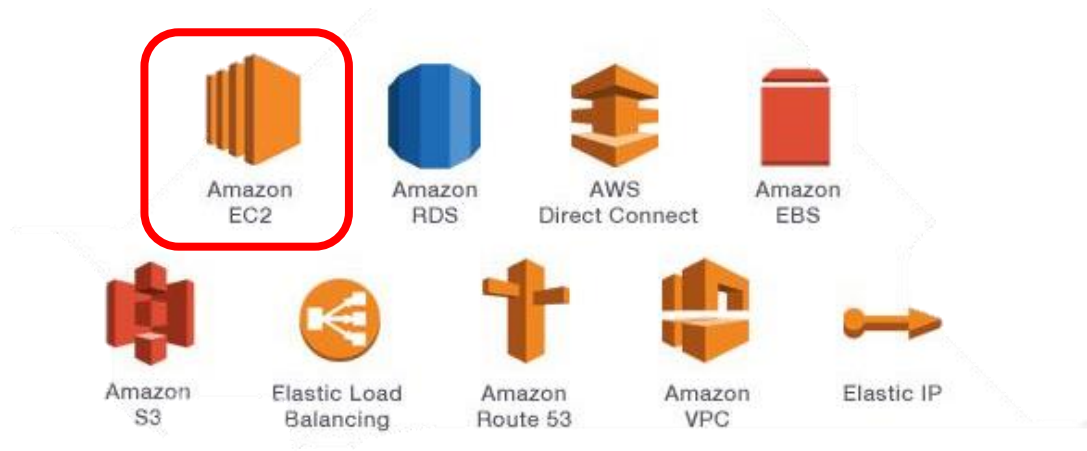 Amazon
EC2
Amazon
RDS
AWS
Direct Connect
Amazon
EBS
Amazon
S3
Elastic Load
Balancing
Amazon
Route 53
Amazon
VPC
Elastic IP